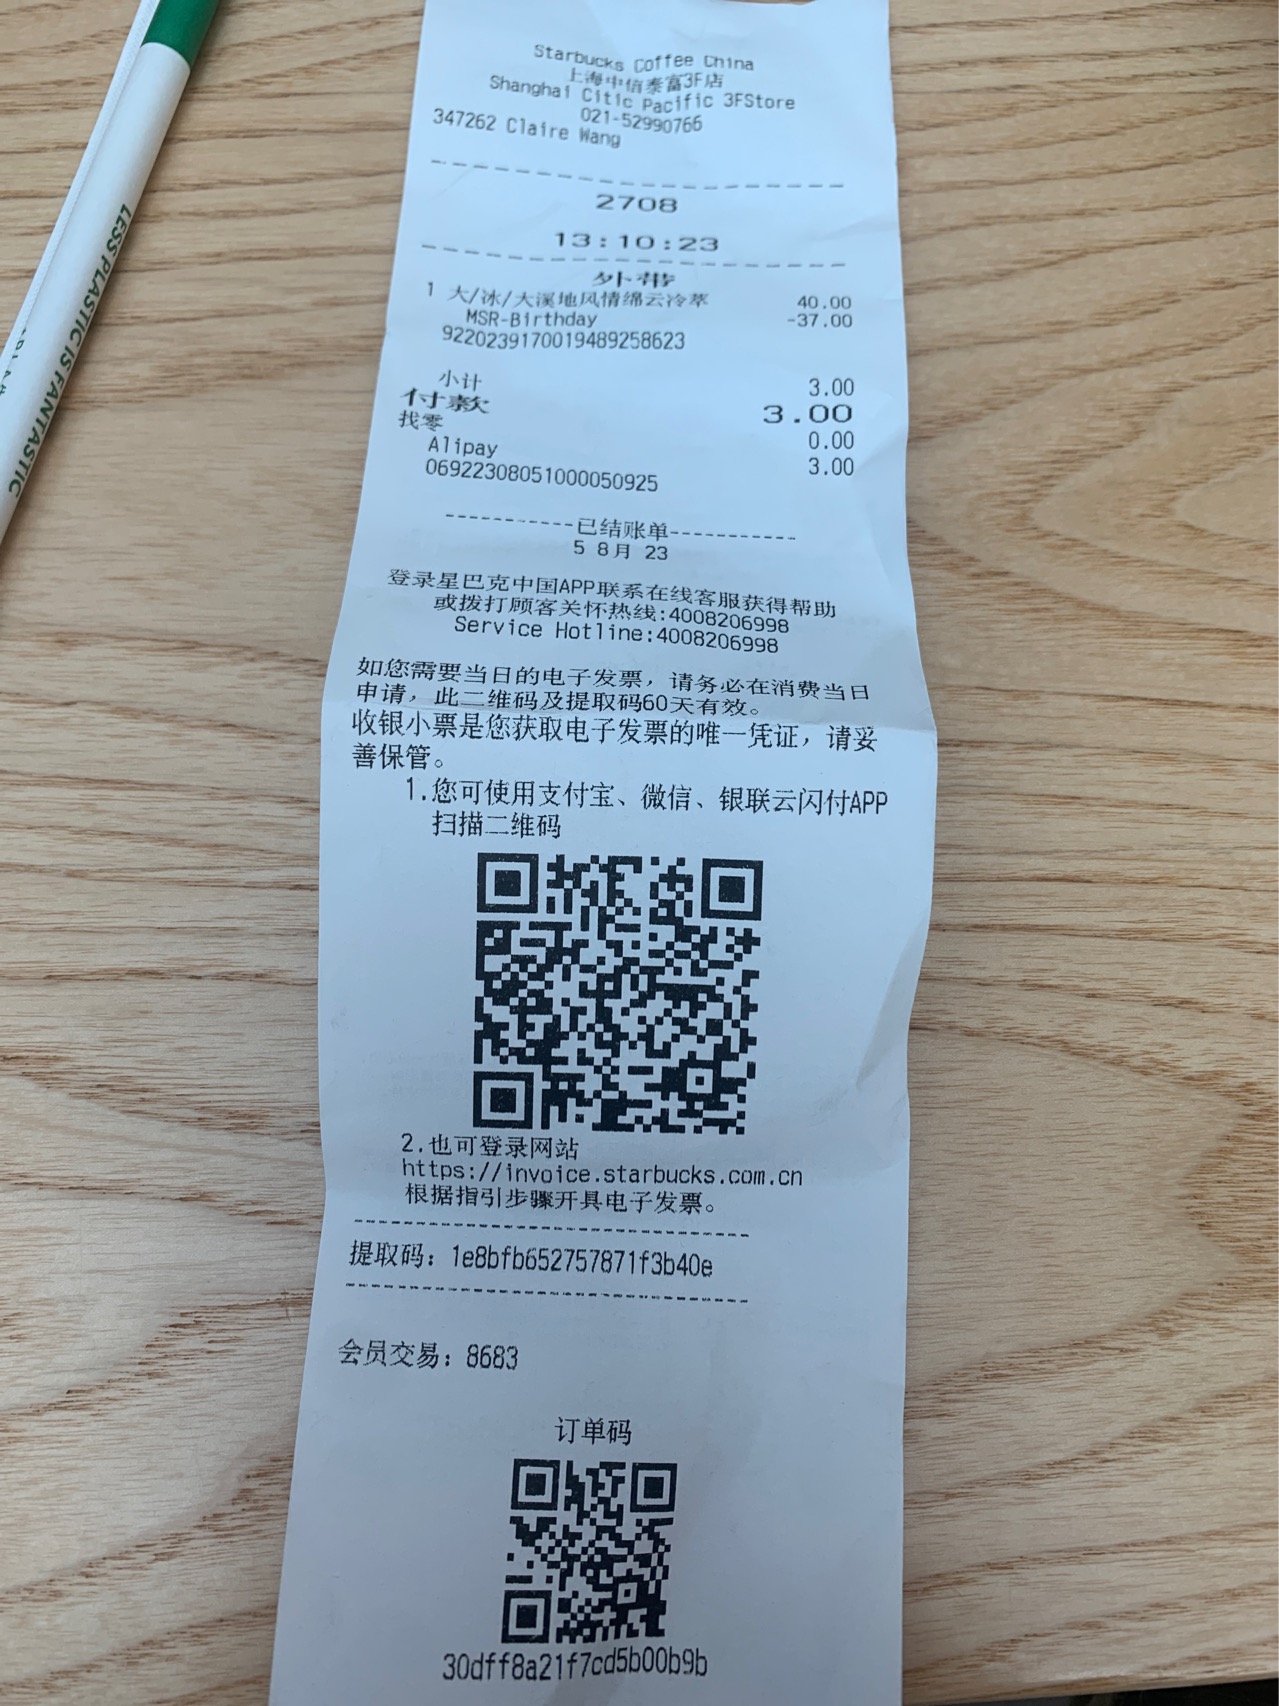 Starbucks Coffee China
上海中信泰富3F店
Shanghai Citic Pacific 3FStore
021-52990766
347262 Claire Wang
2708
13:10:23
外带
1 大/冰/大溪地风情绵云冷萃 40.00
MSR-Birthday -37.00
92202391700194892 58623
小计 3.00
付款 3.00
找零 0.00
Alipay 3.00
06922308051000050925
-----------已结账单-----------
5 8月 23
登录星巴克中国APP联系在线客服获得帮助
或拨打顾客关怀热线:4008206998
Service Hotline:4008206998
如您需要当日的电子发票，请务必在消费当日
申请，此二维码及提取码60天有效。
收银小票是您获取电子发票的唯一凭证，请妥
善保管。
1.您可使用支付宝、微信、银联云闪付APP
扫描二维码
2.也可登录网站
https://invoice.starbucks.com.cn
根据指引步骤开具电子发票。
提取码：1e8bfb652757871f3b40e
会员交易：8683
订单码
30dff8a21f7cd5b00b9b
LESS PLASTIC IS FANTASTIC